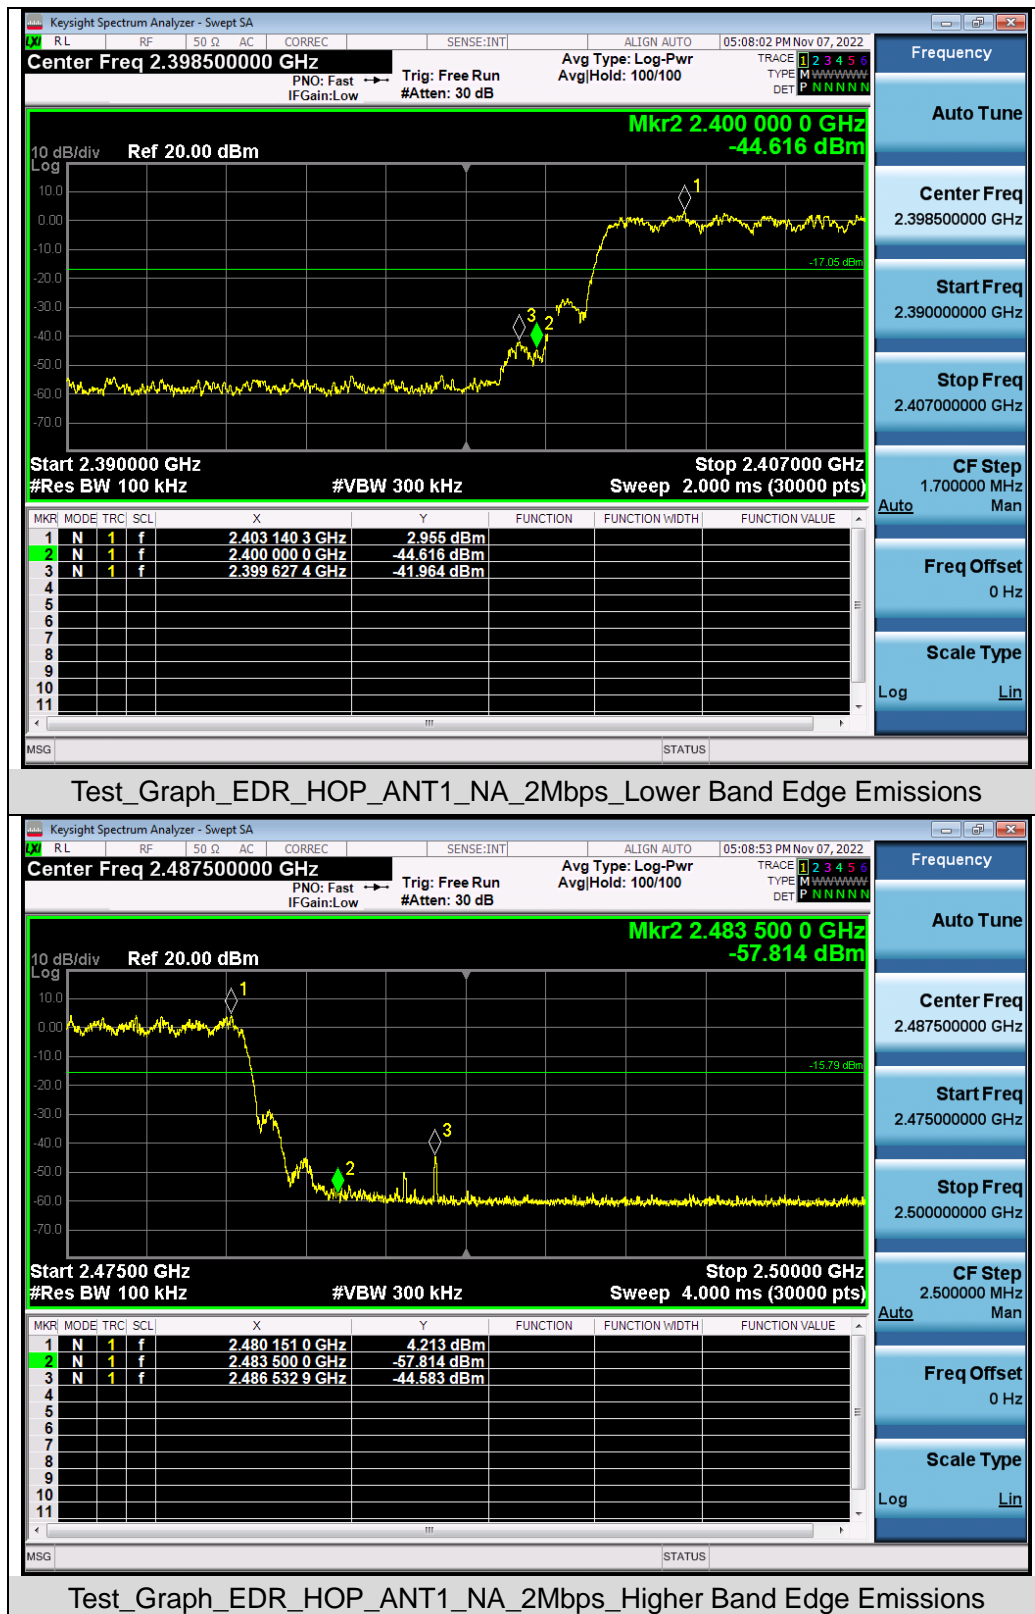 Keysight Spectrum Analyzer - Swept SA
LXI RL RF 50 Ω AC CORREC SENSE:INT ALIGN AUTO 05:08:02 PM Nov 07, 2022
Center Freq 2.398500000 GHz
PNO: Fast
IFGain:Low
Trig: Free Run
#Atten: 30 dB
Avg Type: Log-Pwr
Avg|Hold: 100/100
TRACE 1 2 3 4 5 6
TYPE M W W W W W
DET P N N N N N
Frequency
Mkr2 2.400 000 0 GHz
-44.616 dBm
10 dB/div Ref 20.00 dBm
Log
10.0
0.00
-10.0
-20.0
-30.0
-40.0
-50.0
-60.0
-70.0
1
-17.05 dBm
3
2
Start 2.390000 GHz Stop 2.407000 GHz
#Res BW 100 kHz #VBW 300 kHz Sweep 2.000 ms (30000 pts)
MKR MODE TRC SCL X Y FUNCTION FUNCTION WIDTH FUNCTION VALUE
1 N 1 f 2.403 140 3 GHz 2.955 dBm
2 N 1 f 2.400 000 0 GHz -44.616 dBm
3 N 1 f 2.399 627 4 GHz -41.964 dBm
4
5
6
7
8
9
10
11
MSG STATUS
Auto Tune
Center Freq
2.398500000 GHz
Start Freq
2.390000000 GHz
Stop Freq
2.407000000 GHz
CF Step
1.700000 MHz
Auto Man
Freq Offset
0 Hz
Scale Type
Log Lin
Test_Graph_EDR_HOP_ANT1_NA_2Mbps_Lower Band Edge Emissions
Keysight Spectrum Analyzer - Swept SA
LXI RL RF 50 Ω AC CORREC SENSE:INT ALIGN AUTO 05:08:53 PM Nov 07, 2022
Center Freq 2.487500000 GHz
PNO: Fast
IFGain:Low
Trig: Free Run
#Atten: 30 dB
Avg Type: Log-Pwr
Avg|Hold: 100/100
TRACE 1 2 3 4 5 6
TYPE M W W W W W
DET P N N N N N
Frequency
Mkr2 2.483 500 0 GHz
-57.814 dBm
10 dB/div Ref 20.00 dBm
Log
10.0
0.00
-10.0
-20.0
-30.0
-40.0
-50.0
-60.0
-70.0
1
-15.79 dBm
3
2
Start 2.47500 GHz Stop 2.50000 GHz
#Res BW 100 kHz #VBW 300 kHz Sweep 4.000 ms (30000 pts)
MKR MODE TRC SCL X Y FUNCTION FUNCTION WIDTH FUNCTION VALUE
1 N 1 f 2.480 151 0 GHz 4.213 dBm
2 N 1 f 2.483 500 0 GHz -57.814 dBm
3 N 1 f 2.486 532 9 GHz -44.583 dBm
4
5
6
7
8
9
10
11
MSG STATUS
Auto Tune
Center Freq
2.487500000 GHz
Start Freq
2.475000000 GHz
Stop Freq
2.500000000 GHz
CF Step
2.500000 MHz
Auto Man
Freq Offset
0 Hz
Scale Type
Log Lin
Test_Graph_EDR_HOP_ANT1_NA_2Mbps_Higher Band Edge Emissions